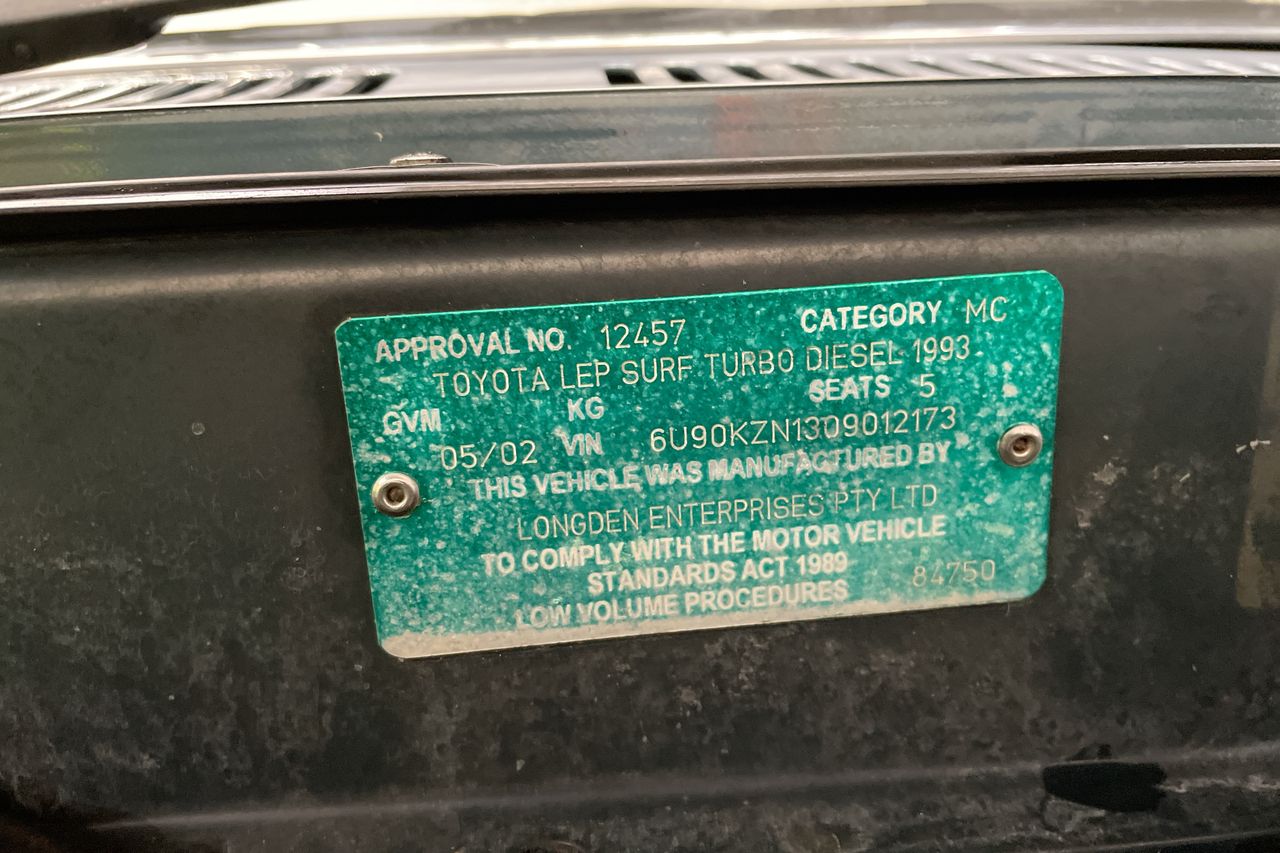 APPROVAL NO. 12457 CATEGORY MC
TOYOTA LEP SURF TURBO DIESEL 1993
GVM KG SEATS 5
05/02 VIN 6U90KZN1309012173
THIS VEHICLE WAS MANUFACTURED BY
LONGDEN ENTERPRISES PTY LTD
TO COMPLY WITH THE MOTOR VEHICLE
STANDARDS ACT 1989
LOW VOLUME PROCEDURES 84750